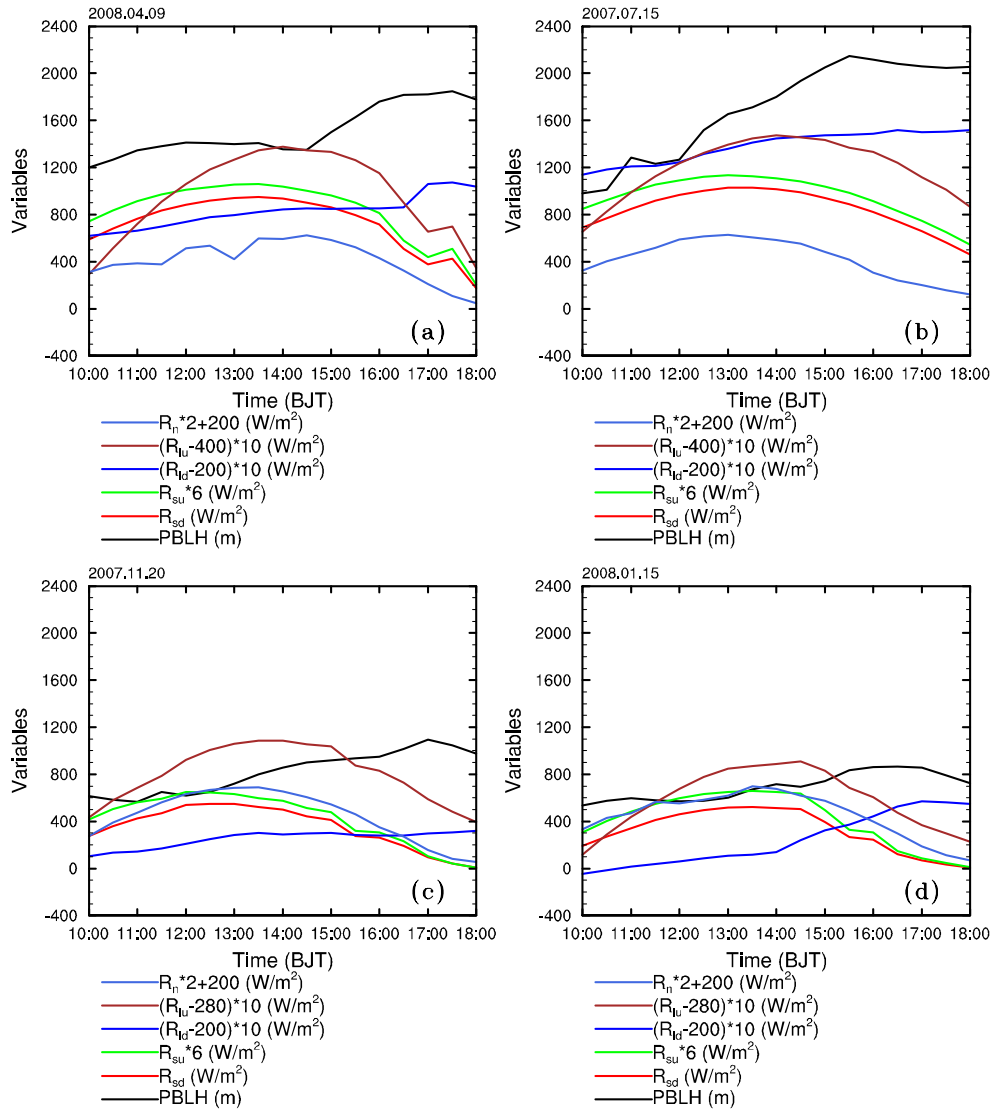 2008.04.09
2400
2000
1600
1200
800
400
0
-400
Variables
(a)
10:00 11:00 12:00 13:00 14:00 15:00 16:00 17:00 18:00
Time (BJT)
Rn*2+200 (W/m²)
(Rlu-400)*10 (W/m²)
(Rld-200)*10 (W/m²)
Rsu*6 (W/m²)
Rsd (W/m²)
PBLH (m)
2007.07.15
2400
2000
1600
1200
800
400
0
-400
Variables
(b)
10:00 11:00 12:00 13:00 14:00 15:00 16:00 17:00 18:00
Time (BJT)
Rn*2+200 (W/m²)
(Rlu-400)*10 (W/m²)
(Rld-200)*10 (W/m²)
Rsu*6 (W/m²)
Rsd (W/m²)
PBLH (m)
2007.11.20
2400
2000
1600
1200
800
400
0
-400
Variables
(c)
10:00 11:00 12:00 13:00 14:00 15:00 16:00 17:00 18:00
Time (BJT)
Rn*2+200 (W/m²)
(Rlu-280)*10 (W/m²)
(Rld-200)*10 (W/m²)
Rsu*6 (W/m²)
Rsd (W/m²)
PBLH (m)
2008.01.15
2400
2000
1600
1200
800
400
0
-400
Variables
(d)
10:00 11:00 12:00 13:00 14:00 15:00 16:00 17:00 18:00
Time (BJT)
Rn*2+200 (W/m²)
(Rlu-280)*10 (W/m²)
(Rld-200)*10 (W/m²)
Rsu*6 (W/m²)
Rsd (W/m²)
PBLH (m)